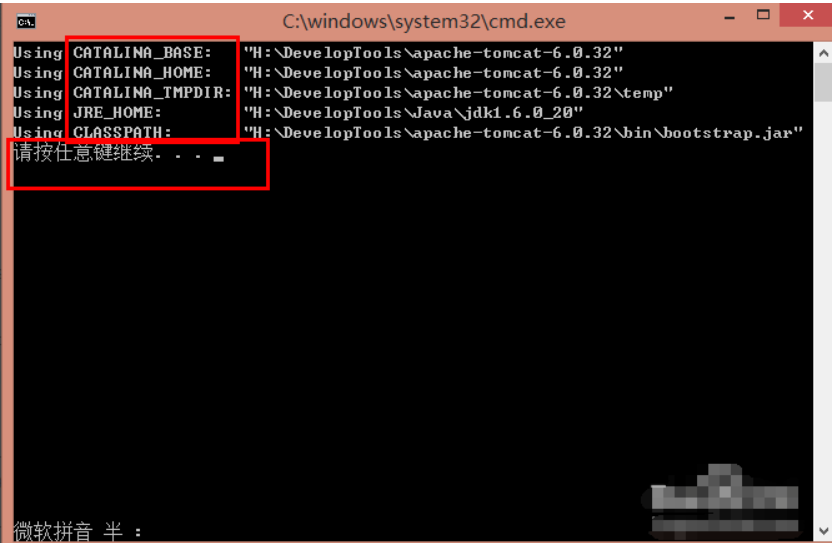 C:\windows\system32\cmd.exe
Using CATALINA_BASE: "H:\DevelopTools\apache-tomcat-6.0.32"
Using CATALINA_HOME: "H:\DevelopTools\apache-tomcat-6.0.32"
Using CATALINA_TMPDIR: "H:\DevelopTools\apache-tomcat-6.0.32\temp"
Using JRE_HOME: "H:\DevelopTools\Java\jdk1.6.0_20"
Using CLASSPATH: "H:\DevelopTools\apache-tomcat-6.0.32\bin\bootstrap.jar"
请按任意键继续. . .
微软拼音 半 :